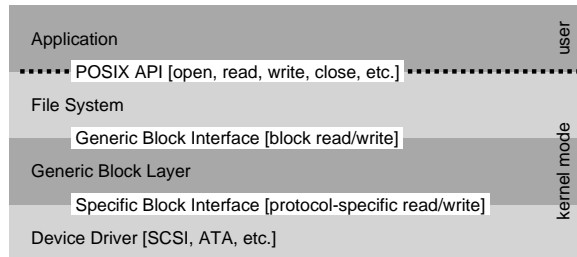 Application
POSIX API [open, read, write, close, etc.]
File System
Generic Block Interface [block read/write]
Generic Block Layer
Specific Block Interface [protocol-specific read/write]
Device Driver [SCSI, ATA, etc.]
user
kernel mode